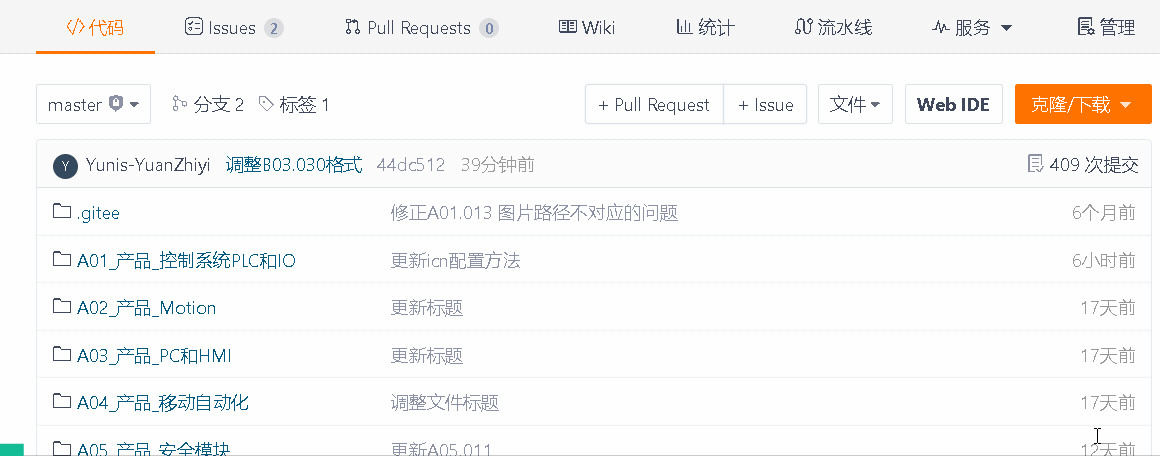 代码 Issues 2 Pull Requests 0 Wiki 统计 流水线 服务 管理
master 分支 2 标签 1 + Pull Request + Issue 文件 Web IDE 克隆/下载
Y Yunis-YuanZhiyi 调整B03.030格式 44dc512 39分钟前 409 次提交
.gitee 修正A01.013 图片路径不对应的问题 6个月前
A01_产品_控制系统PLC和IO 更新icn配置方法 6小时前
A02_产品_Motion 更新标题 17天前
A03_产品_PC和HMI 更新标题 17天前
A04_产品_移动自动化 调整文件标题 17天前
A05_产品_安全模块 更新A05.011 12天前